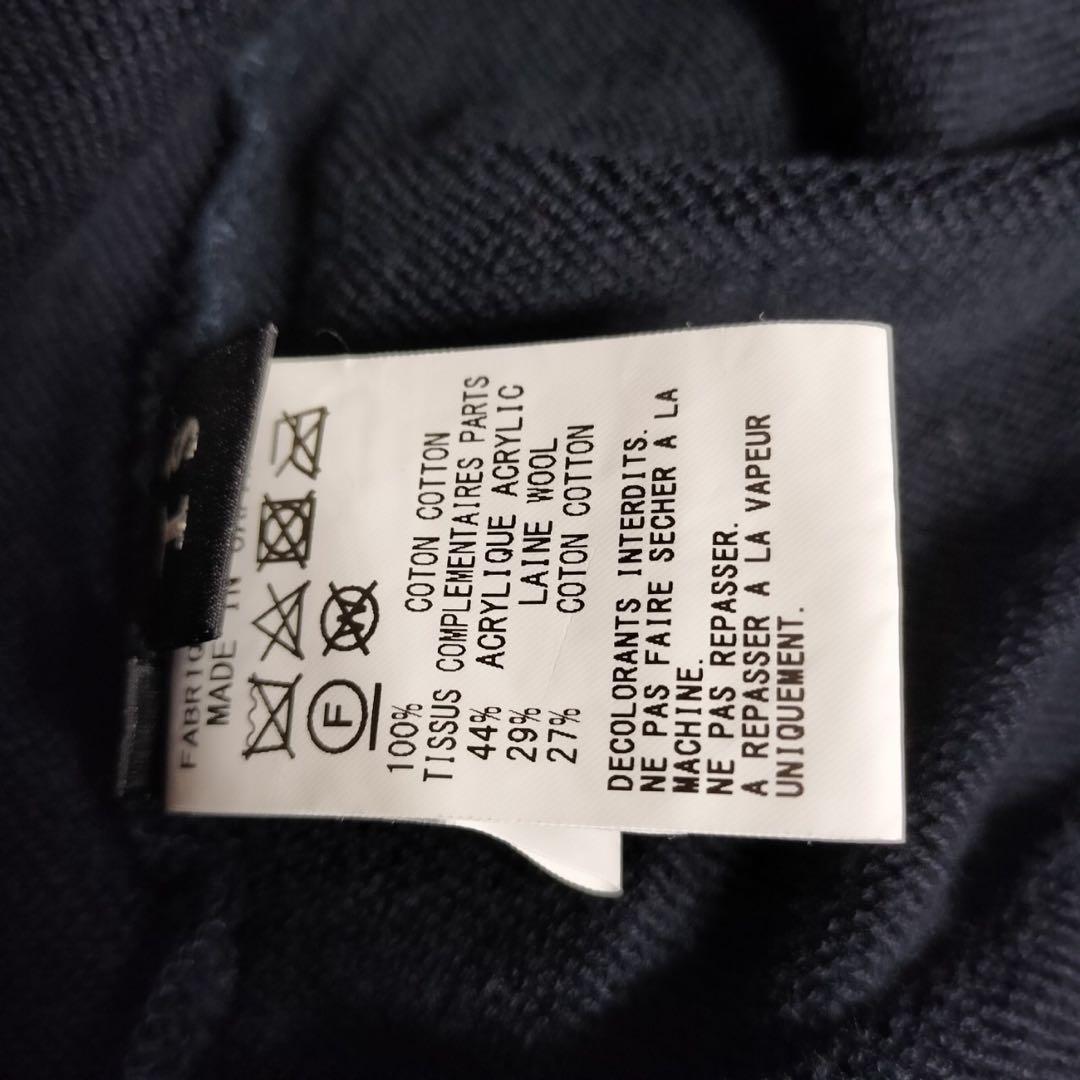 MADE IN
F
W
100% COTON COTTON
TISSUS COMPLEMENTAIRES PARTS
44% ACRYLIQUE ACRYLIC
29% LAINE WOOL
27% COTON COTTON
DECOLORANTS INTERDITS.
NE PAS FAIRE SECHER A LA
MACHINE.
NE PAS REPASSER.
A REPASSER A LA VAPEUR
UNIQUEMENT.